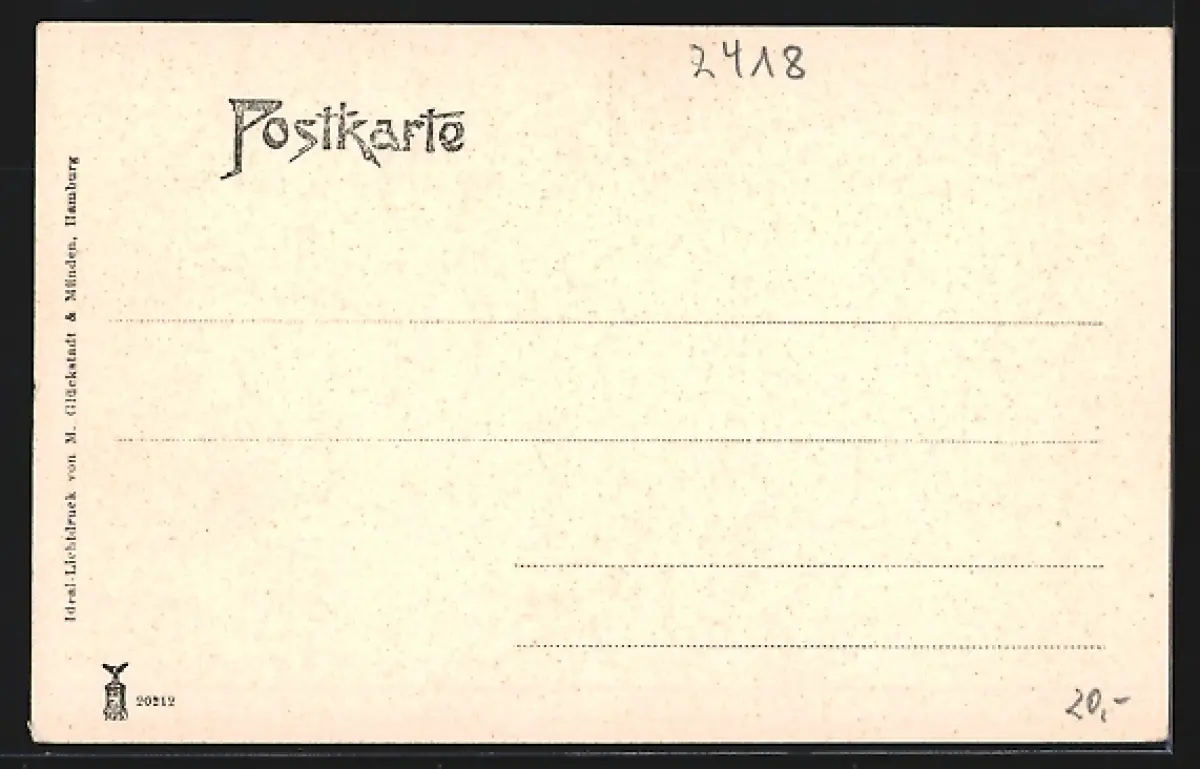 2418
Postkarte
Ideal-Lichtdruck von M. Glückstadt & Münden, Hamburg
20212
20,-